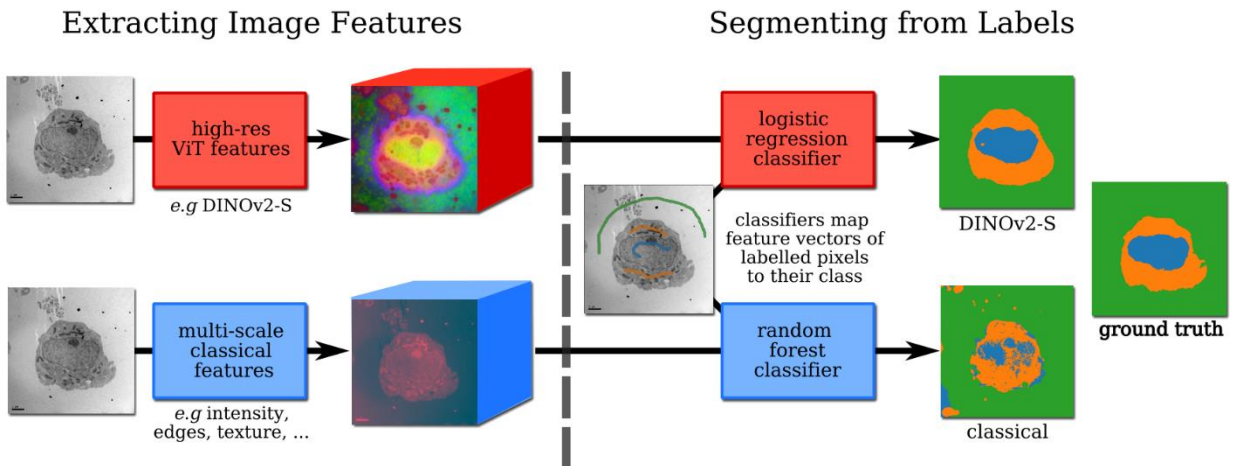 Extracting Image Features
Segmenting from Labels
high-res
ViT features
e.g DINOv2-S
logistic
regression
classifier
DINOv2-S
classifiers map
feature vectors of
labelled pixels
to their class
ground truth
multi-scale
classical
features
e.g intensity,
edges, texture, ...
random
forest
classifier
classical